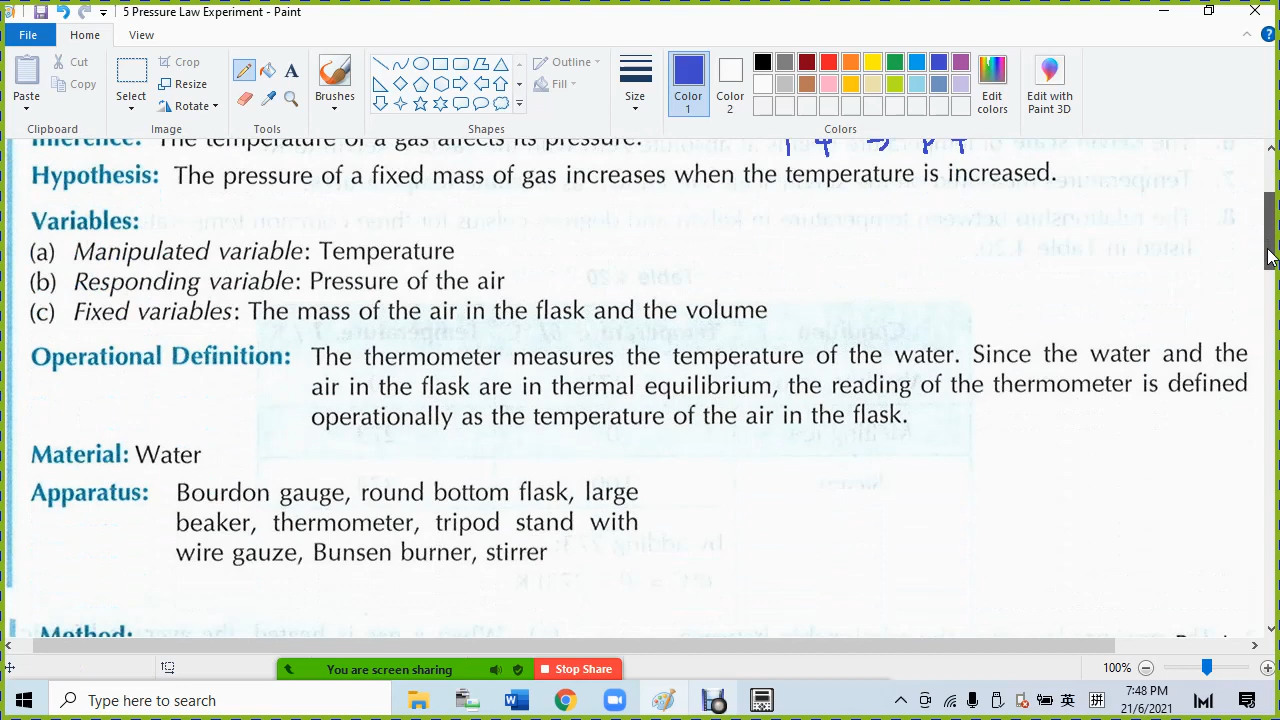 5 Pressure Law Experiment - Paint
File
Home
View
Paste
Cut
Copy
Clipboard
Select
Crop
Resize
Rotate
Image
Tools
Brushes
Shapes
Outline
Fill
Size
Color 1
Color 2
Colors
Edit colors
Edit with Paint 3D
Inference: The temperature of a gas affects its pressure.
Hypothesis: The pressure of a fixed mass of gas increases when the temperature is increased.
Variables:
(a) Manipulated variable: Temperature
(b) Responding variable: Pressure of the air
(c) Fixed variables: The mass of the air in the flask and the volume
Operational Definition: The thermometer measures the temperature of the water. Since the water and the
air in the flask are in thermal equilibrium, the reading of the thermometer is defined
operationally as the temperature of the air in the flask.
Material: Water
Apparatus: Bourdon gauge, round bottom flask, large
beaker, thermometer, tripod stand with
wire gauze, Bunsen burner, stirrer
Method:
You are screen sharing
Stop Share
100%
Type here to search
英
拼
7:48 PM
21/6/2021